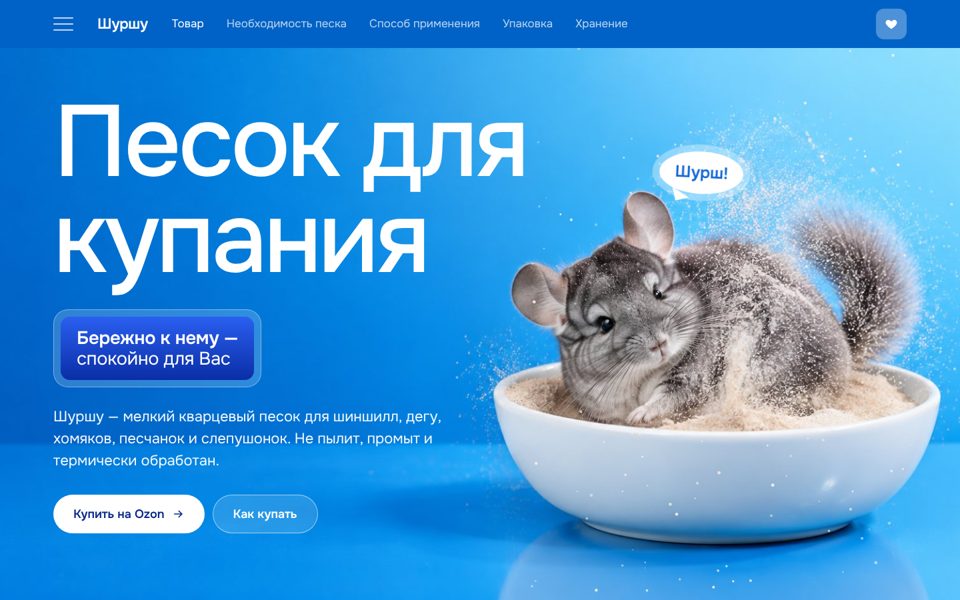 Шуршу
Товар
Необходимость песка
Способ применения
Упаковка
Хранение
Песок для
купания
Шурш!
Бережно к нему —
спокойно для Вас
Шуршу — мелкий кварцевый песок для шиншилл, дегу,
хомяков, песчанок и слепушонок. Не пылит, промыт и
термически обработан.
Купить на Ozon →
Как купать